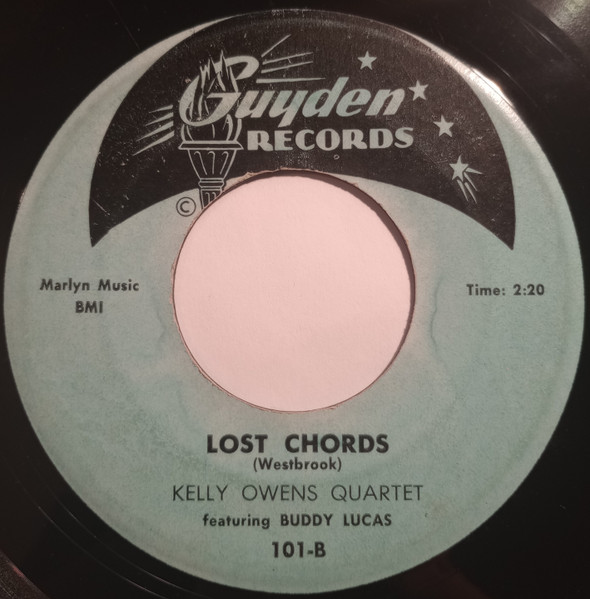 Guyden
RECORDS
©
Marlyn Music
BMI
Time: 2:20
LOST CHORDS
(Westbrook)
KELLY OWENS QUARTET
featuring BUDDY LUCAS
101-B